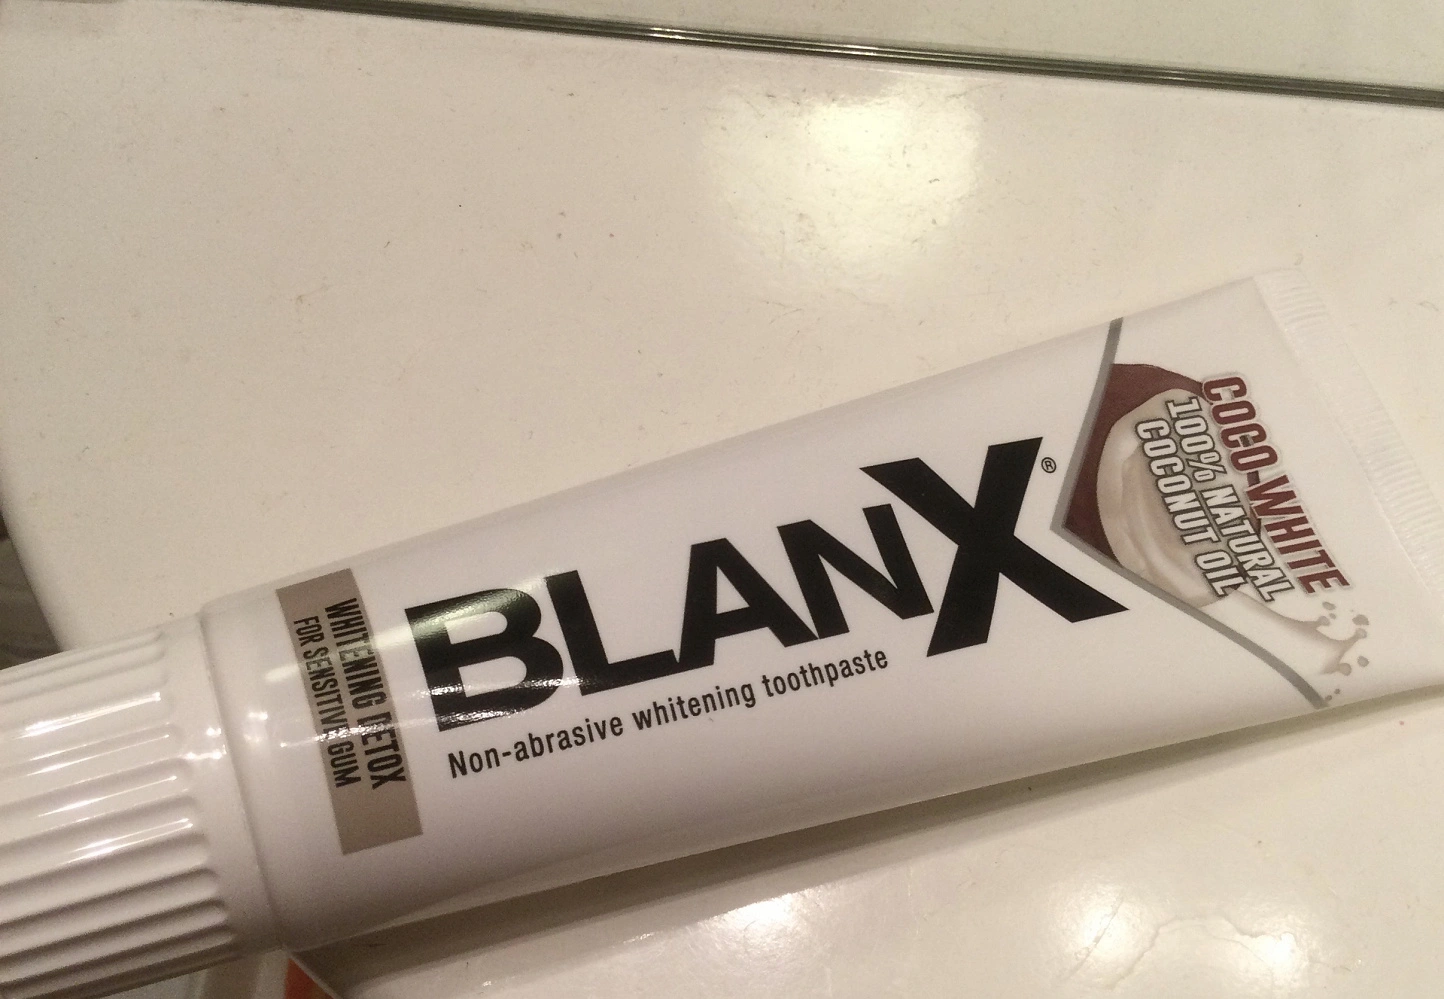 WHITENING DETOX
FOR SENSITIVE GUM
BLANX®
Non-abrasive whitening toothpaste
COCO-WHITE
100% NATURAL
COCONUT OIL